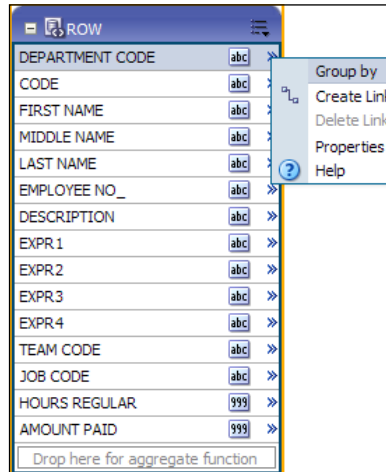 ROW
DEPARTMENT CODE abc
Group by
CODE abc
Create Link
FIRST NAME abc
Delete Link
MIDDLE NAME abc
Properties
LAST NAME abc
? Help
EMPLOYEE NO_ abc
DESCRIPTION abc
EXPR1 abc
EXPR2 abc
EXPR3 abc
EXPR4 abc
TEAM CODE abc
JOB CODE abc
HOURS REGULAR 999
AMOUNT PAID 999
Drop here for aggregate function